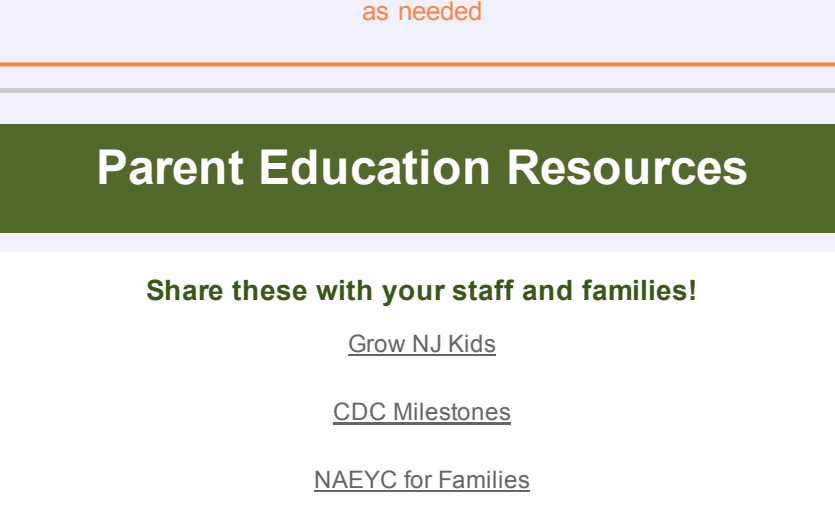 as needed
Parent Education Resources
Share these with your staff and families!
Grow NJ Kids
CDC Milestones
NAEYC for Families